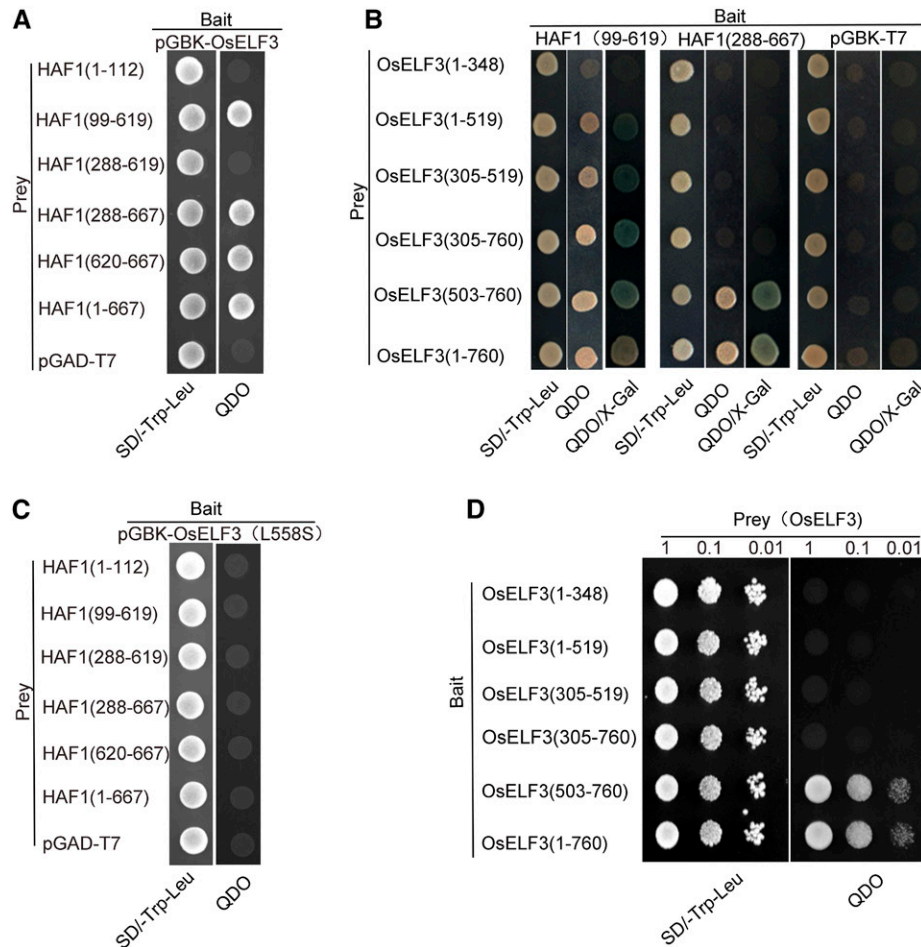 A
Bait
pGBK-OsELF3
Prey
HAF1(1-112)
HAF1(99-619)
HAF1(288-619)
HAF1(288-667)
HAF1(620-667)
HAF1(1-667)
pGAD-T7
SD/-Trp-Leu
QDO
B
Bait
HAF1（99-619） HAF1(288-667) pGBK-T7
Prey
OsELF3(1-348)
OsELF3(1-519)
OsELF3(305-519)
OsELF3(305-760)
OsELF3(503-760)
OsELF3(1-760)
SD/-Trp-Leu QDO QDO/X-Gal SD/-Trp-Leu QDO QDO/X-Gal SD/-Trp-Leu QDO QDO/X-Gal
C
Bait
pGBK-OsELF3（L558S）
Prey
HAF1(1-112)
HAF1(99-619)
HAF1(288-619)
HAF1(288-667)
HAF1(620-667)
HAF1(1-667)
pGAD-T7
SD/-Trp-Leu
QDO
D
Prey（OsELF3）
1 0.1 0.01 1 0.1 0.01
Bait
OsELF3(1-348)
OsELF3(1-519)
OsELF3(305-519)
OsELF3(305-760)
OsELF3(503-760)
OsELF3(1-760)
SD/-Trp-Leu
QDO